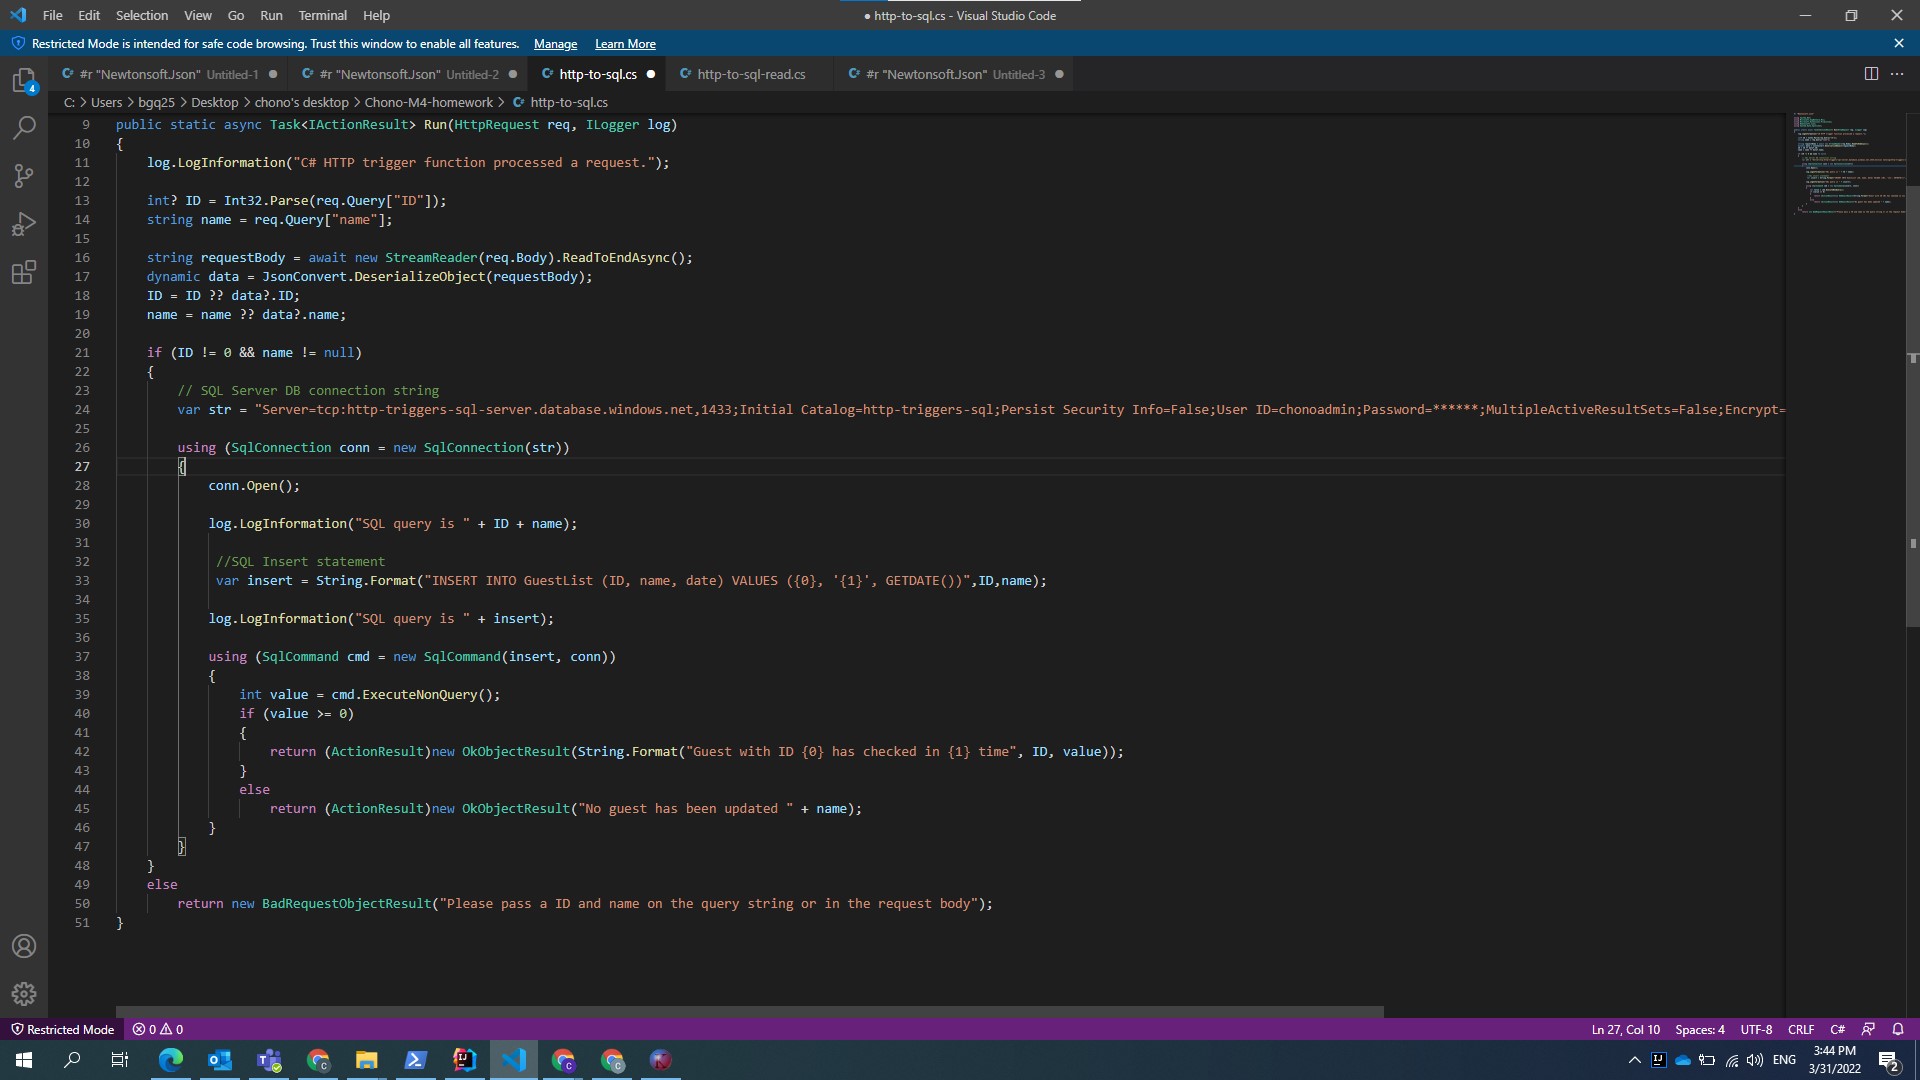 File Edit Selection View Go Run Terminal Help
● http-to-sql.cs - Visual Studio Code
Restricted Mode is intended for safe code browsing. Trust this window to enable all features. Manage Learn More
#r "Newtonsoft.Json" Untitled-1 ● #r "Newtonsoft.Json" Untitled-2 ● http-to-sql.cs ● http-to-sql-read.cs #r "Newtonsoft.Json" Untitled-3 ●
C: > Users > bgq25 > Desktop > chono's desktop > Chono-M4-homework > http-to-sql.cs
4
9 public static async Task<IActionResult> Run(HttpRequest req, ILogger log)
10 {
11 log.LogInformation("C# HTTP trigger function processed a request.");
12
13 int? ID = Int32.Parse(req.Query["ID"]);
14 string name = req.Query["name"];
15
16 string requestBody = await new StreamReader(req.Body).ReadToEndAsync();
17 dynamic data = JsonConvert.DeserializeObject(requestBody);
18 ID = ID ?? data?.ID;
19 name = name ?? data?.name;
20
21 if (ID != 0 && name != null)
22 {
23 // SQL Server DB connection string
24 var str = "Server=tcp:http-triggers-sql-server.database.windows.net,1433;Initial Catalog=http-triggers-sql;Persist Security Info=False;User ID=chonoadmin;Password=******;MultipleActiveResultSets=False;Encrypt=
25
26 using (SqlConnection conn = new SqlConnection(str))
27 {
28 conn.Open();
29
30 log.LogInformation("SQL query is " + ID + name);
31
32 //SQL Insert statement
33 var insert = String.Format("INSERT INTO GuestList (ID, name, date) VALUES ({0}, '{1}', GETDATE())",ID,name);
34
35 log.LogInformation("SQL query is " + insert);
36
37 using (SqlCommand cmd = new SqlCommand(insert, conn))
38 {
39 int value = cmd.ExecuteNonQuery();
40 if (value >= 0)
41 {
42 return (ActionResult)new OkObjectResult(String.Format("Guest with ID {0} has checked in {1} time", ID, value));
43 }
44 else
45 return (ActionResult)new OkObjectResult("No guest has been updated " + name);
46 }
47 }
48 }
49 else
50 return new BadRequestObjectResult("Please pass a ID and name on the query string or in the request body");
51 }
Restricted Mode 0 0 Ln 27, Col 10 Spaces: 4 UTF-8 CRLF C#
ENG 3:44 PM
3/31/2022 2